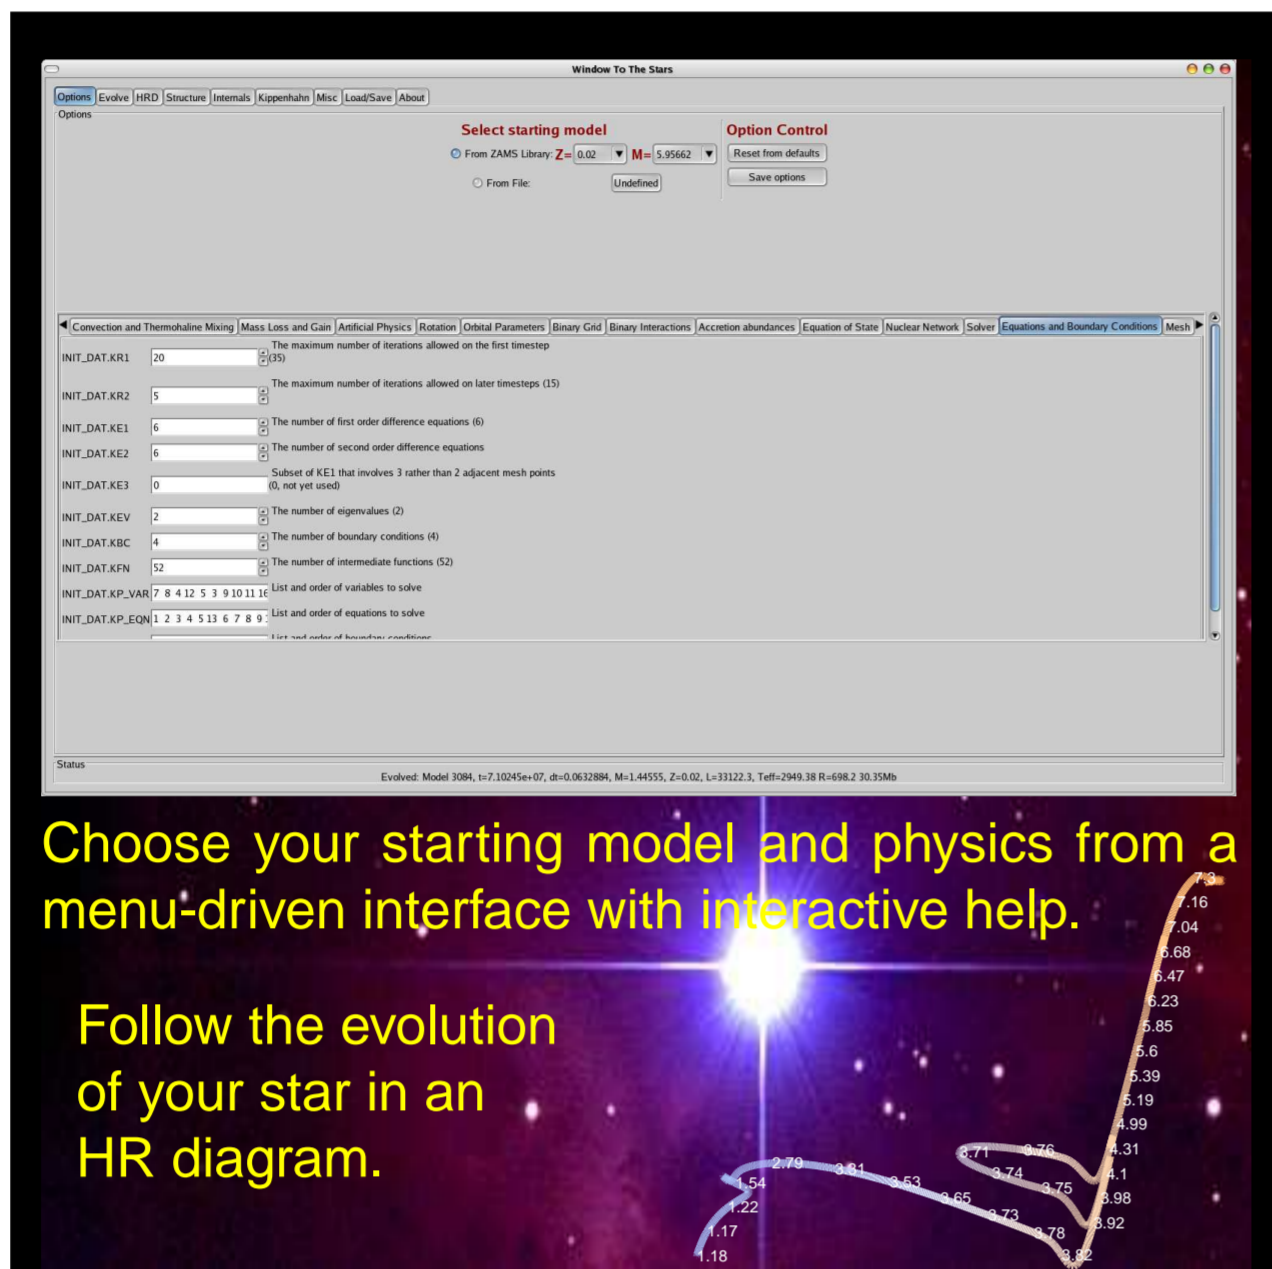 Window To The Stars
Options Evolve HRD Structure Internals Kippenhahn Misc Load/Save About
Options
Select starting model
Option Control
From ZAMS Library: Z= 0.02 M= 5.95662
Reset from defaults
From File: Undefined
Save options
Convection and Thermohaline Mixing Mass Loss and Gain Artificial Physics Rotation Orbital Parameters Binary Grid Binary Interactions Accretion abundances Equation of State Nuclear Network Solver Equations and Boundary Conditions Mesh
INIT_DAT.KR1 20 The maximum number of iterations allowed on the first timestep
(35)
INIT_DAT.KR2 5 The maximum number of iterations allowed on later timesteps (15)
INIT_DAT.KE1 6 The number of first order difference equations (6)
INIT_DAT.KE2 6 The number of second order difference equations
INIT_DAT.KE3 0 Subset of KE1 that involves 3 rather than 2 adjacent mesh points
(0, not yet used)
INIT_DAT.KEV 2 The number of eigenvalues (2)
INIT_DAT.KBC 4 The number of boundary conditions (4)
INIT_DAT.KFN 52 The number of intermediate functions (52)
INIT_DAT.KP_VAR 7 8 4 12 5 3 9 10 11 16 List and order of variables to solve
INIT_DAT.KP_EQN 1 2 3 4 5 13 6 7 8 9 List and order of equations to solve
List and order of boundary conditions
Status
Evolved: Model 3084, t=7.10245e+07, dt=0.0632884, M=1.44555, Z=0.02, L=33122.3, Teff=2949.38 R=698.2 30.35Mb
Choose your starting model and physics from a
menu-driven interface with interactive help.
Follow the evolution
of your star in an
HR diagram.
7.3
7.16
7.04
6.68
6.47
6.23
5.85
5.6
5.39
5.19
4.99
4.31
4.1
3.98
3.92
3.71
3.76
3.74
3.75
2.79
3.31
3.53
3.65
3.73
3.78
3.82
1.54
1.22
1.17
1.18